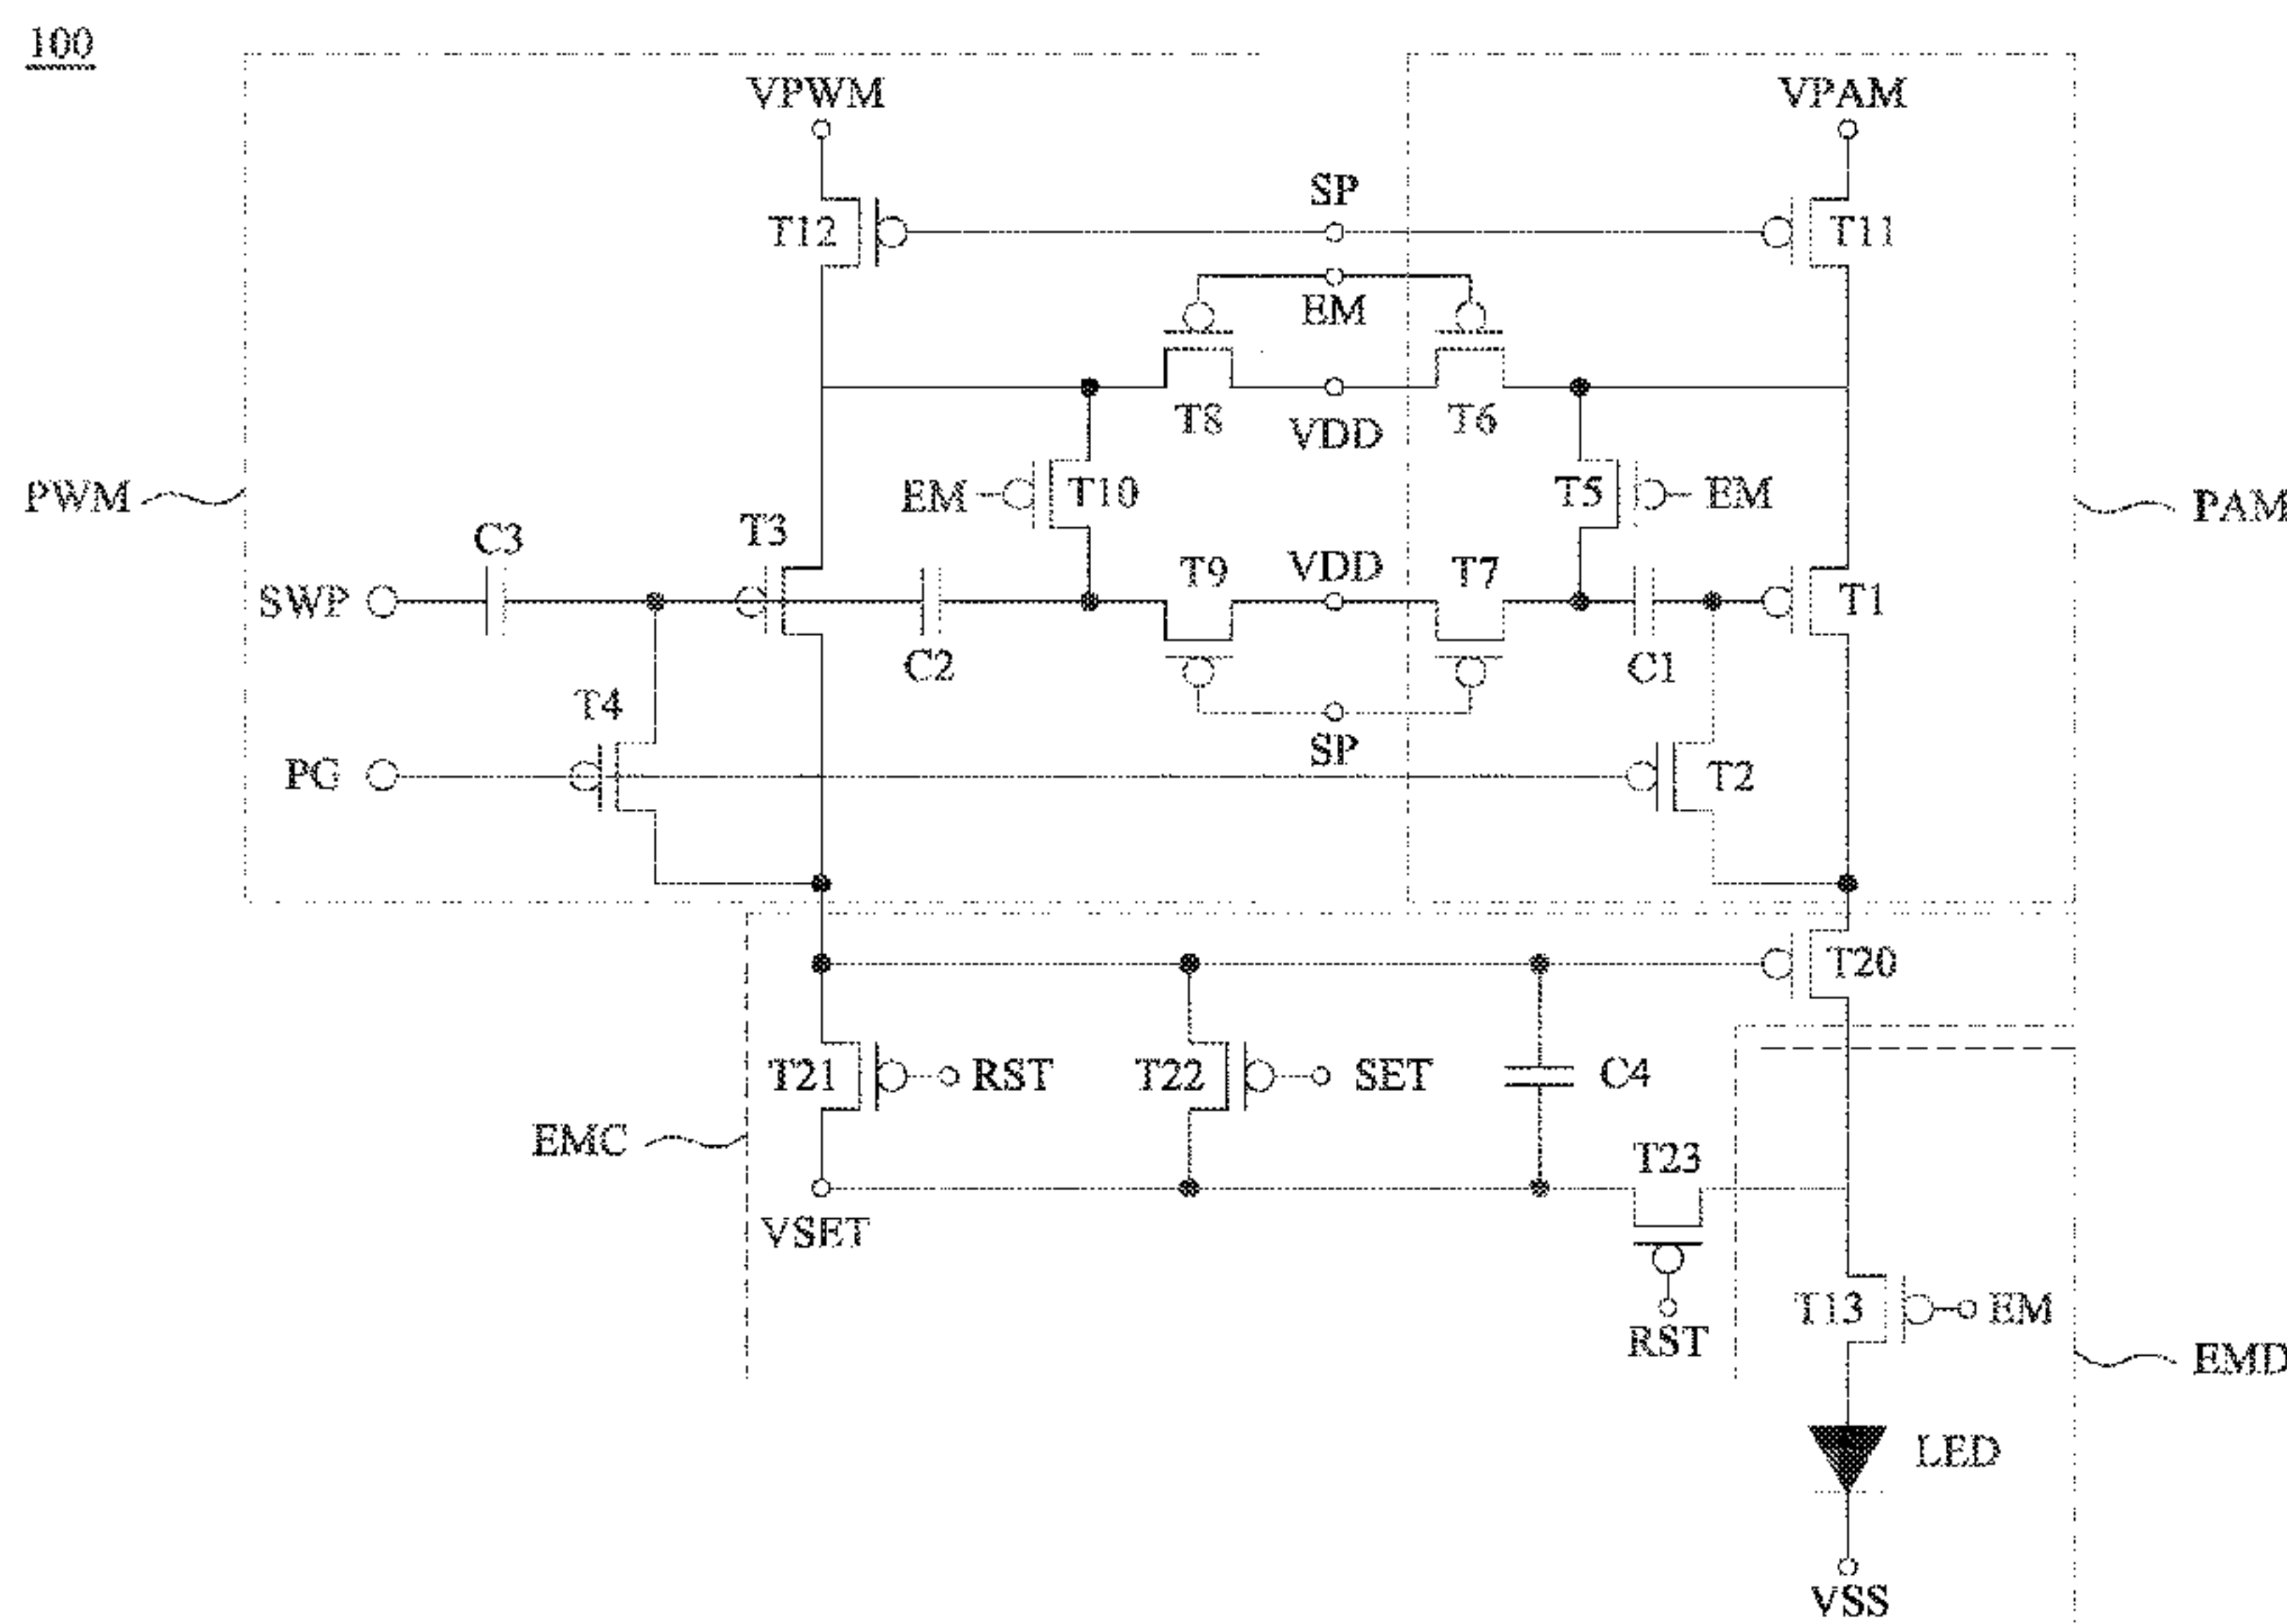 100
VPWM
VPAM
SP
T12
T11
EM
T8
T6
VDD
PWM
EM
T10
T5
EM
PAM
C3
T3
T9
VDD
T7
SWP
T1
C2
C1
T4
SP
PG
T2
T20
T21
RST
T22
SET
C4
EMC
T23
VSET
T13
EM
RST
EMD
LED
VSS